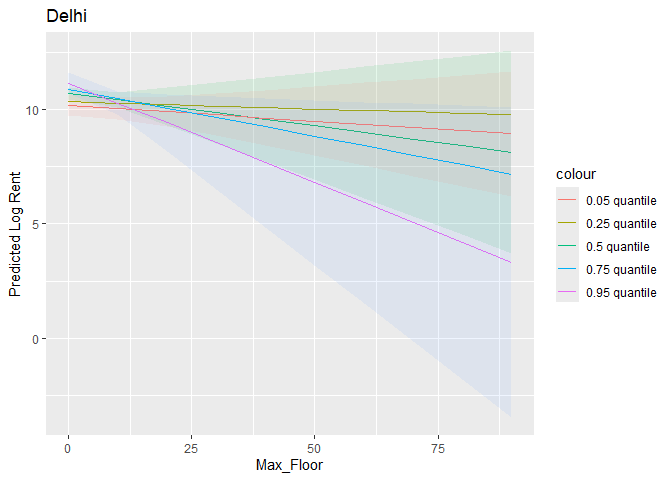 Delhi
Predicted Log Rent
10
5
0
0
25
50
75
Max_Floor
colour
0.05 quantile
0.25 quantile
0.5 quantile
0.75 quantile
0.95 quantile